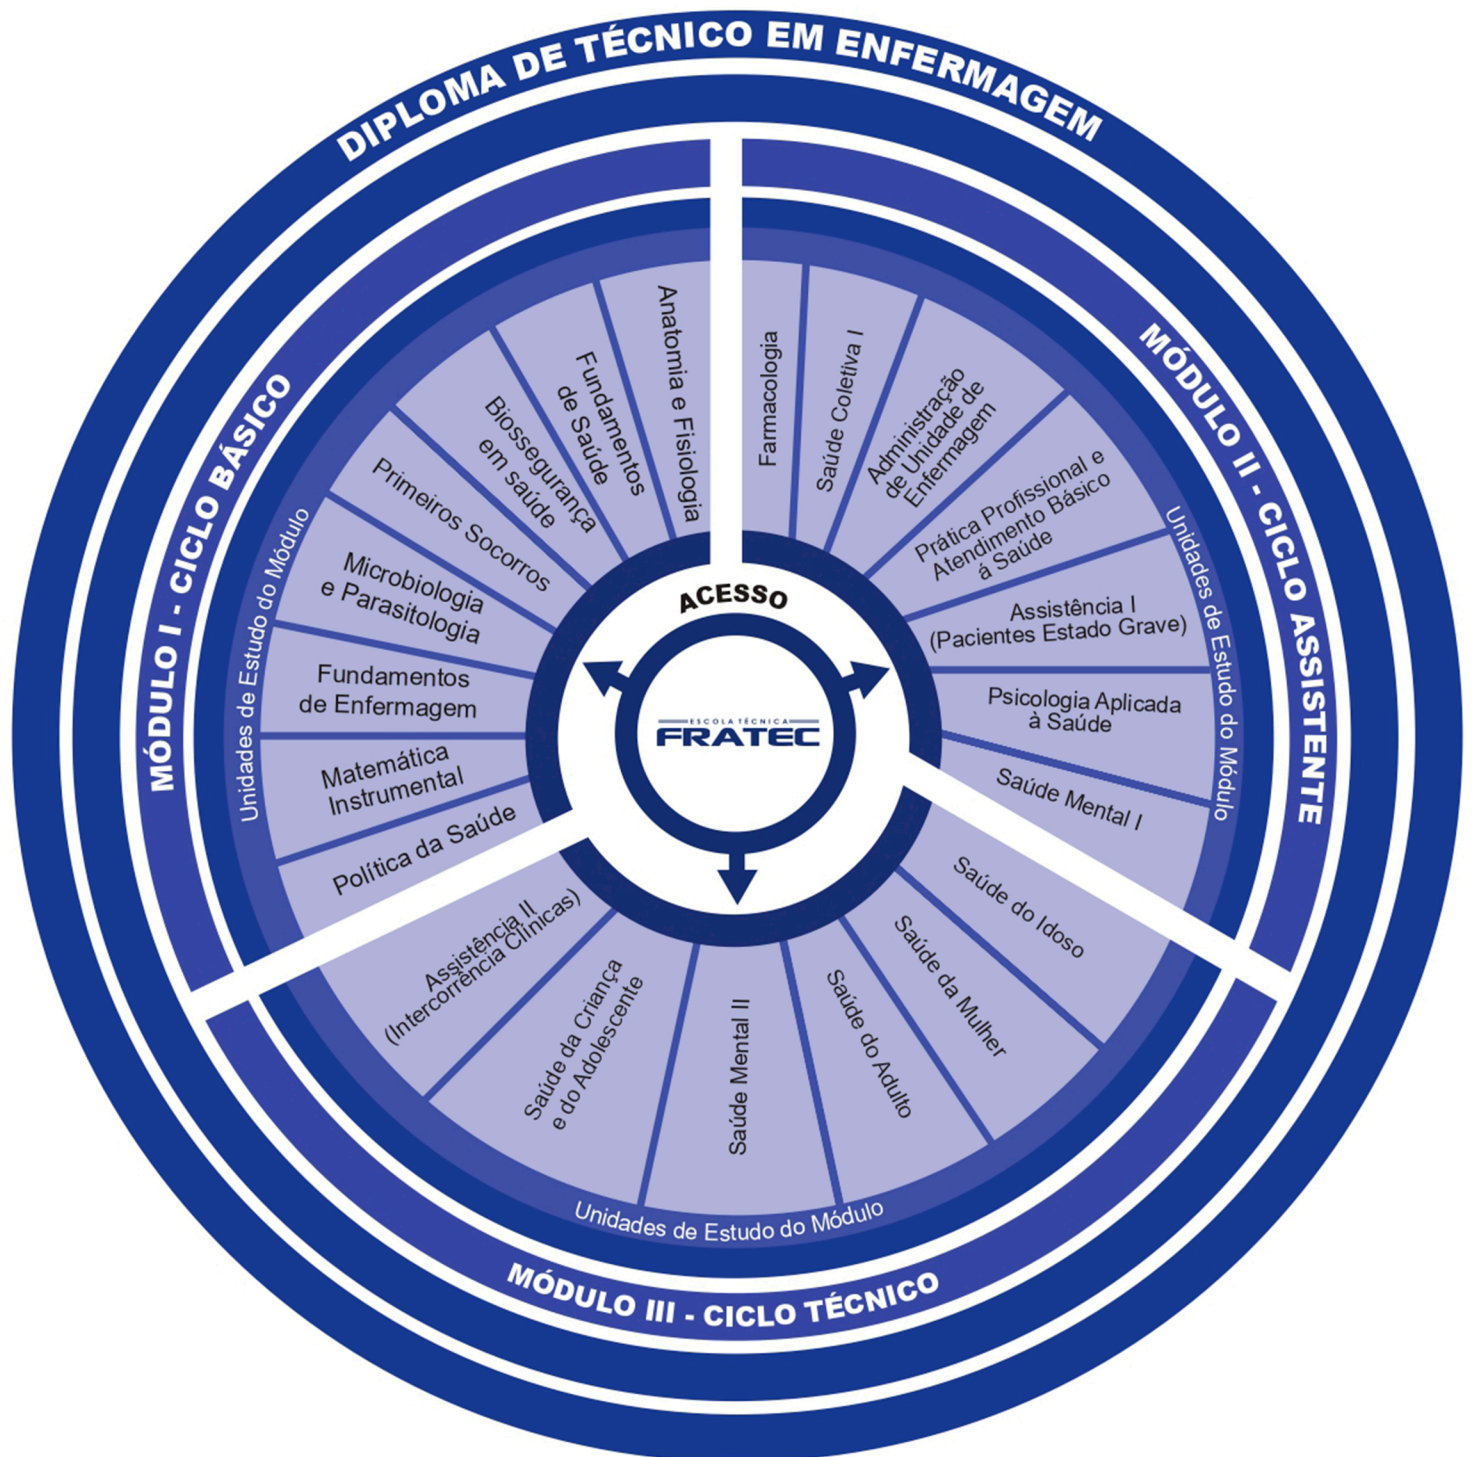 DIPLOMA DE TÉCNICO EM ENFERMAGEM
MÓDULO I - CICLO BÁSICO
Unidades de Estudo do Módulo
Anatomia e Fisiologia
Fundamentos
de Saúde
Biossegurança
em saúde
Primeiros Socorros
Microbiologia
e Parasitologia
Fundamentos
de Enfermagem
Matemática
Instrumental
Política da Saúde
MÓDULO II - CICLO ASSISTENTE
Unidades de Estudo do Módulo
Farmacologia
Saúde Coletiva I
Administração
de Unidade de
Enfermagem
Prática Profissional e
Atendimento Básico
á Saúde
Assistência I
(Pacientes Estado Grave)
Psicologia Aplicada
à Saúde
Saúde Mental I
MÓDULO III - CICLO TÉCNICO
Unidades de Estudo do Módulo
Saúde do Idoso
Saúde da Mulher
Saúde do Adulto
Saúde Mental II
Saúde da Criança
e do Adolescente
Assistência II
(Intercorrência Clínicas)
ACESSO
ESCOLA TÉCNICA
FRATEC